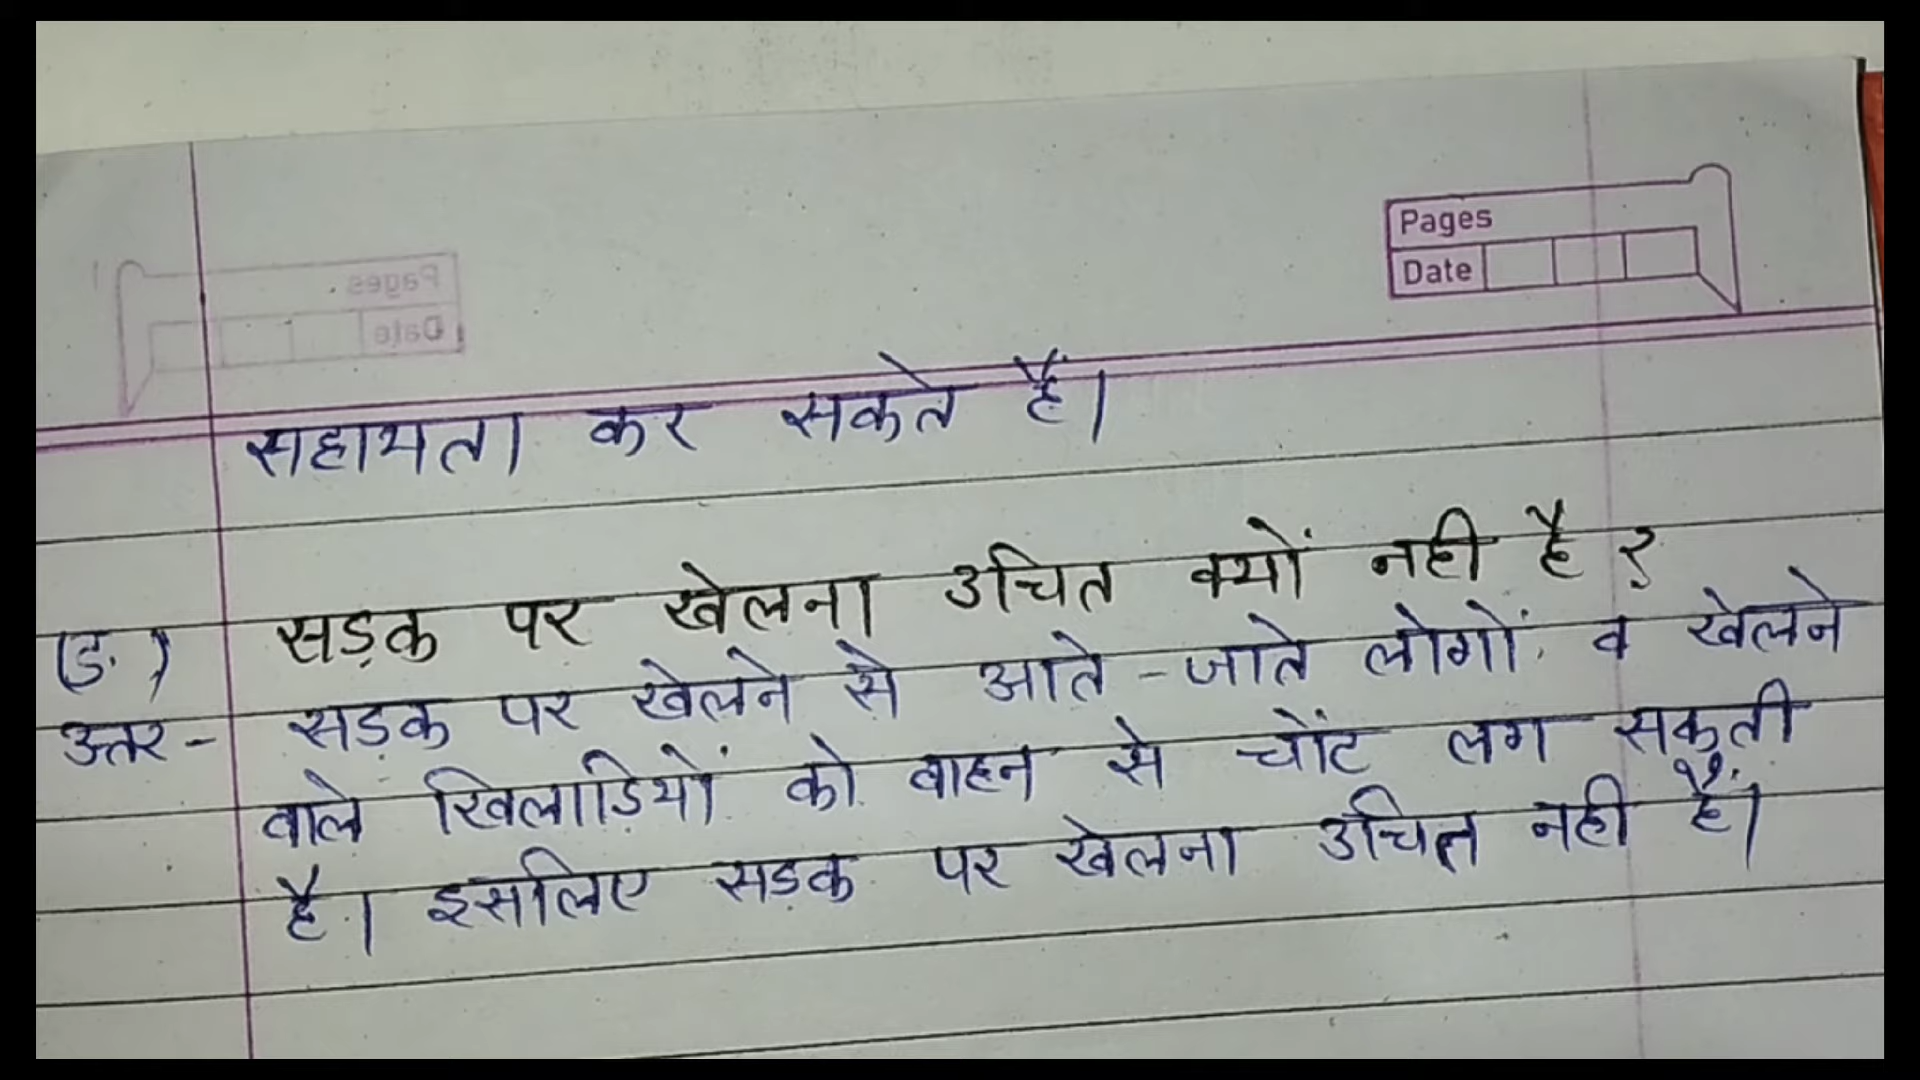 Pages
Date
सहायता कर सकते हैं।
(ङ) सड़क पर खेलना उचित क्यों नही है ?
उत्तर - सड़क पर खेलने से आते - जाते लोगों व खेलने
वाले खिलाड़ियों को वाहन से चोंट लग सकती
है। इसलिए सड़क पर खेलना उचित नही हैं।